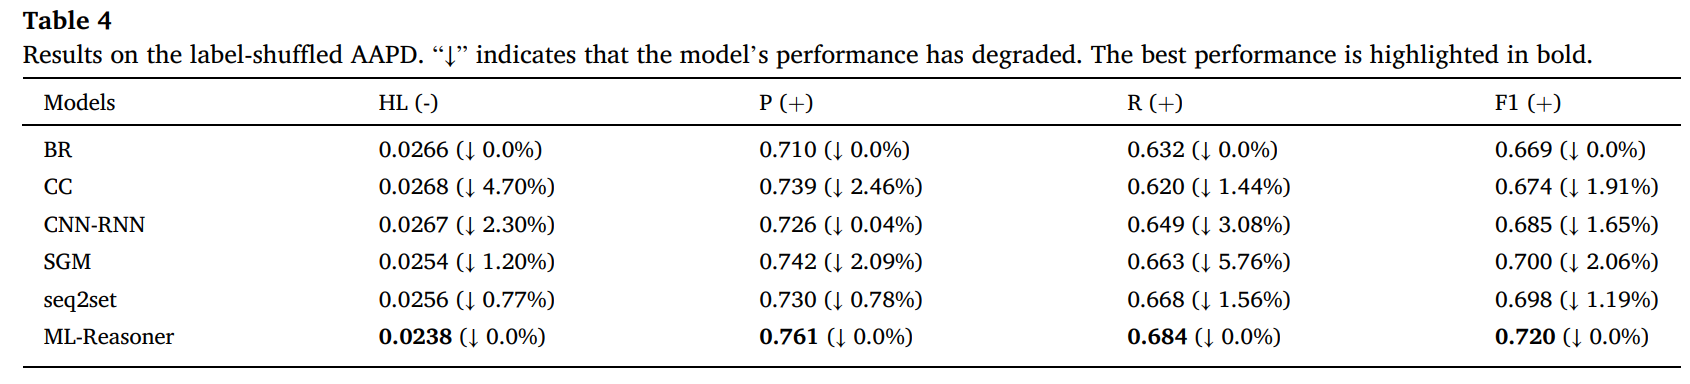 Table 4
Results on the label-shuffled AAPD. “↓” indicates that the model’s performance has degraded. The best performance is highlighted in bold.
Models HL (-) P (+) R (+) F1 (+)
BR 0.0266 (↓ 0.0%) 0.710 (↓ 0.0%) 0.632 (↓ 0.0%) 0.669 (↓ 0.0%)
CC 0.0268 (↓ 4.70%) 0.739 (↓ 2.46%) 0.620 (↓ 1.44%) 0.674 (↓ 1.91%)
CNN-RNN 0.0267 (↓ 2.30%) 0.726 (↓ 0.04%) 0.649 (↓ 3.08%) 0.685 (↓ 1.65%)
SGM 0.0254 (↓ 1.20%) 0.742 (↓ 2.09%) 0.663 (↓ 5.76%) 0.700 (↓ 2.06%)
seq2set 0.0256 (↓ 0.77%) 0.730 (↓ 0.78%) 0.668 (↓ 1.56%) 0.698 (↓ 1.19%)
ML-Reasoner 0.0238 (↓ 0.0%) 0.761 (↓ 0.0%) 0.684 (↓ 0.0%) 0.720 (↓ 0.0%)